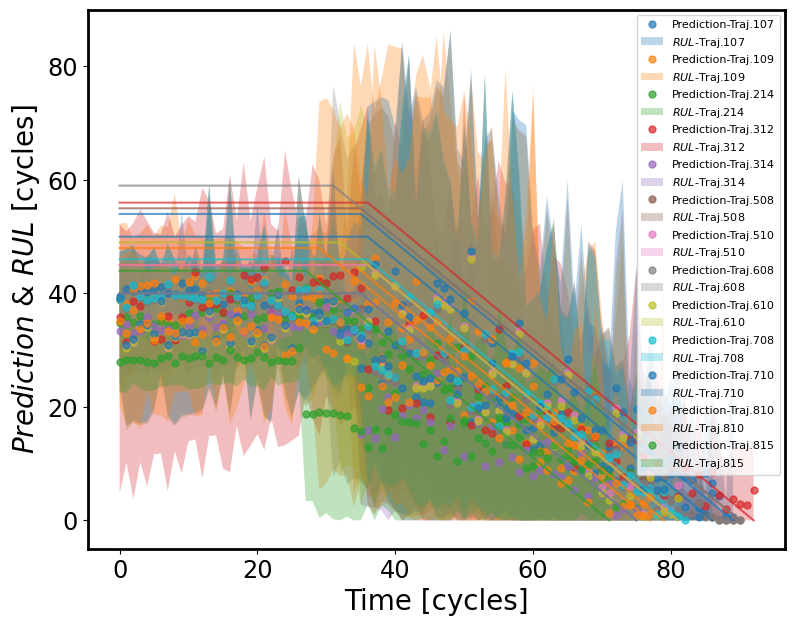 Prediction & RUL [cycles]
80
60
40
20
0
0 20 40 60 80
Time [cycles]
Prediction-Traj.107
RUL-Traj.107
Prediction-Traj.109
RUL-Traj.109
Prediction-Traj.214
RUL-Traj.214
Prediction-Traj.312
RUL-Traj.312
Prediction-Traj.314
RUL-Traj.314
Prediction-Traj.508
RUL-Traj.508
Prediction-Traj.510
RUL-Traj.510
Prediction-Traj.608
RUL-Traj.608
Prediction-Traj.610
RUL-Traj.610
Prediction-Traj.708
RUL-Traj.708
Prediction-Traj.710
RUL-Traj.710
Prediction-Traj.810
RUL-Traj.810
Prediction-Traj.815
RUL-Traj.815